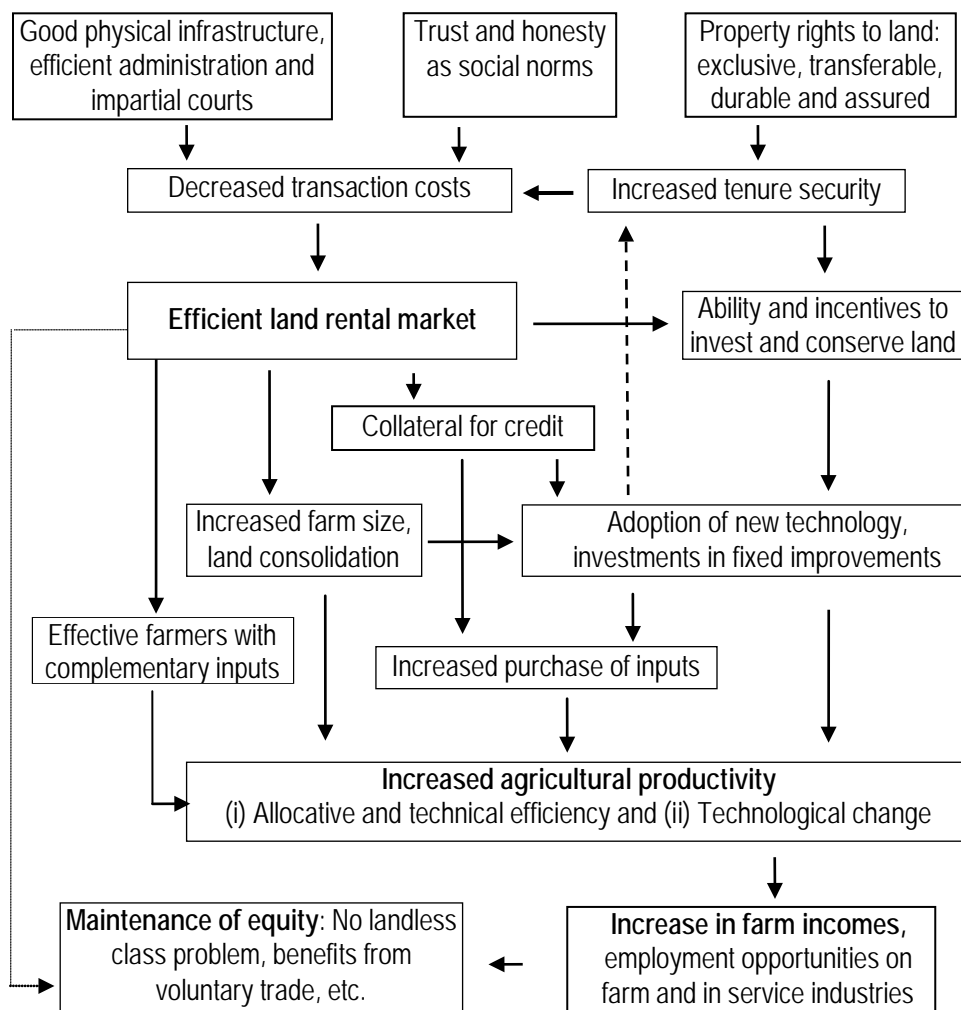 Good physical infrastructure,
efficient administration and
impartial courts
Trust and honesty
as social norms
Property rights to land:
exclusive, transferable,
durable and assured
Decreased transaction costs
Increased tenure security
Efficient land rental market
Ability and incentives to
invest and conserve land
Collateral for credit
Increased farm size,
land consolidation
Adoption of new technology,
investments in fixed improvements
Effective farmers with
complementary inputs
Increased purchase of inputs
Increased agricultural productivity
(i) Allocative and technical efficiency and (ii) Technological change
Maintenance of equity: No landless
class problem, benefits from
voluntary trade, etc.
Increase in farm incomes,
employment opportunities on
farm and in service industries